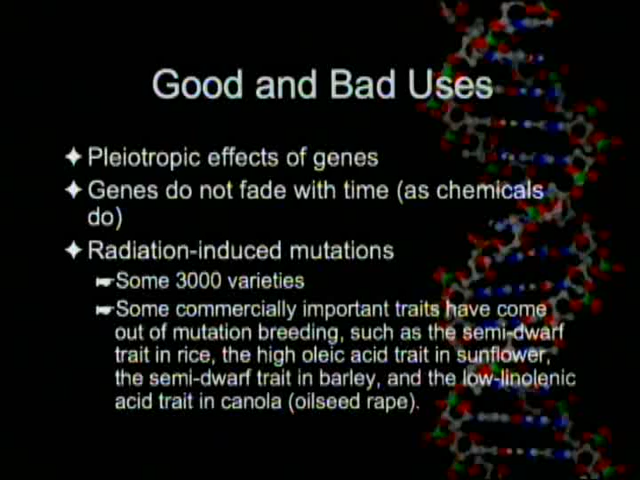 Good and Bad Uses
Pleiotropic effects of genes
Genes do not fade with time (as chemicals
do)
Radiation-induced mutations
Some 3000 varieties
Some commercially important traits have come
out of mutation breeding, such as the semi-dwarf
trait in rice, the high oleic acid trait in sunflower,
the semi-dwarf trait in barley, and the low-linolenic
acid trait in canola (oilseed rape).